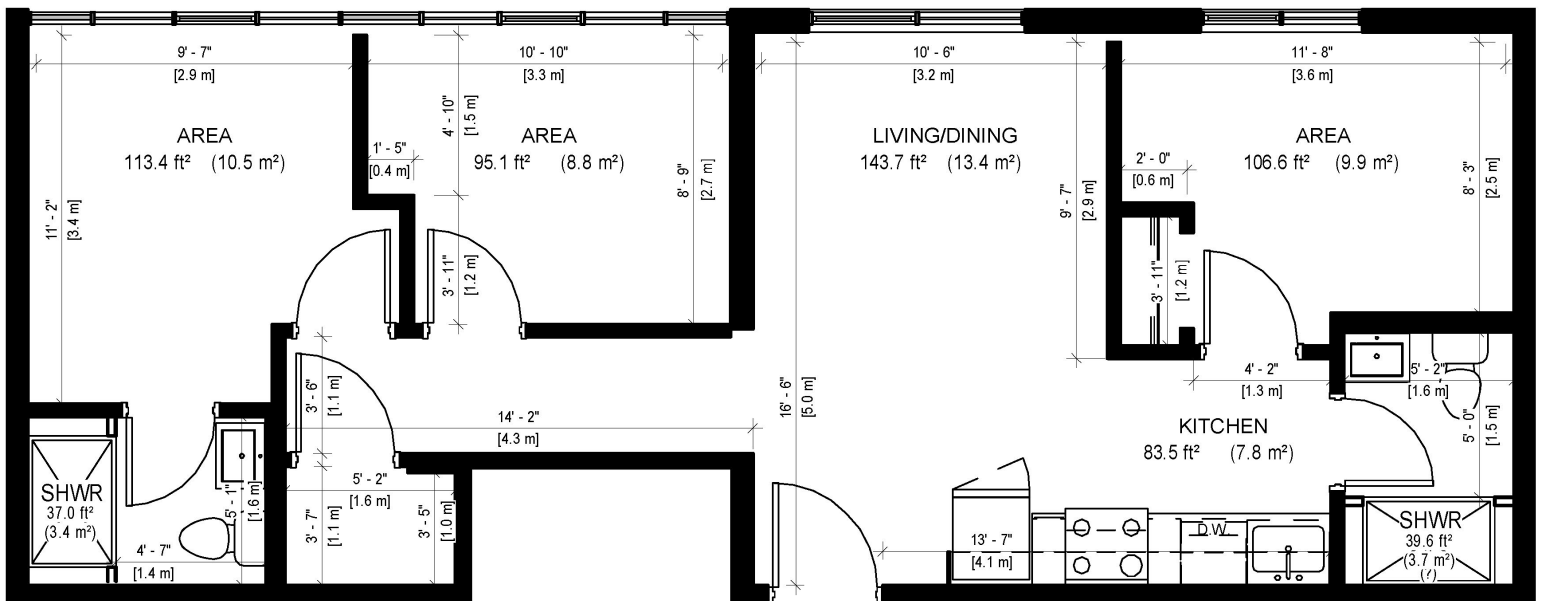 9' - 7"
[2.9 m]
10' - 10"
[3.3 m]
10' - 6"
[3.2 m]
11' - 8"
[3.6 m]
AREA
113.4 ft² (10.5 m²)
4' - 10"
[1.5 m]
AREA
95.1 ft² (8.8 m²)
LIVING/DINING
143.7 ft² (13.4 m²)
AREA
106.6 ft² (9.9 m²)
1' - 5"
[0.4 m]
2' - 0"
[0.6 m]
11' - 2"
[3.4 m]
8' - 9"
[2.7 m]
9' - 7"
[2.9 m]
8' - 3"
[2.5 m]
3' - 11"
[1.2 m]
3' - 11"
[1.2 m]
3' - 6"
[1.1 m]
14' - 2"
[4.3 m]
16' - 6"
[5.0 m]
4' - 2"
[1.3 m]
5' - 2"
[1.6 m]
5' - 0"
[1.5 m]
KITCHEN
83.5 ft² (7.8 m²)
SHWR
37.0 ft²
(3.4 m²)
5' - 1"
[1.6 m]
4' - 7"
[1.4 m]
5' - 2"
[1.6 m]
3' - 7"
[1.1 m]
3' - 5"
[1.0 m]
13' - 7"
[4.1 m]
D.W.
SHWR
39.6 ft²
(3.7 m²)
(?)